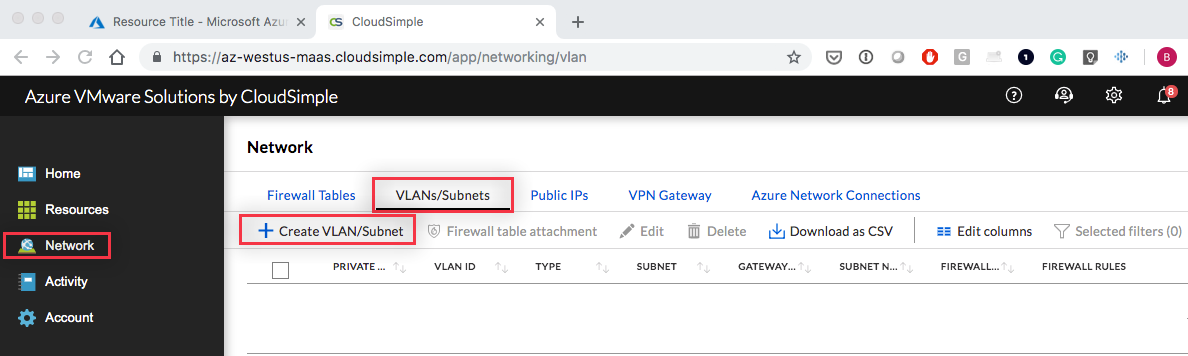 Resource Title - Microsoft Azu
CS CloudSimple
https://az-westus-maas.cloudsimple.com/app/networking/vlan
G 1 G B
Azure VMware Solutions by CloudSimple
? 8
Home
Resources
Network
Activity
Account
Network
Firewall Tables VLANs/Subnets Public IPs VPN Gateway Azure Network Connections
+ Create VLAN/Subnet Firewall table attachment Edit Delete Download as CSV Edit columns Selected filters (0)
PRIVATE ... VLAN ID TYPE SUBNET GATEWAY... SUBNET N... FIREWALL... FIREWALL RULES